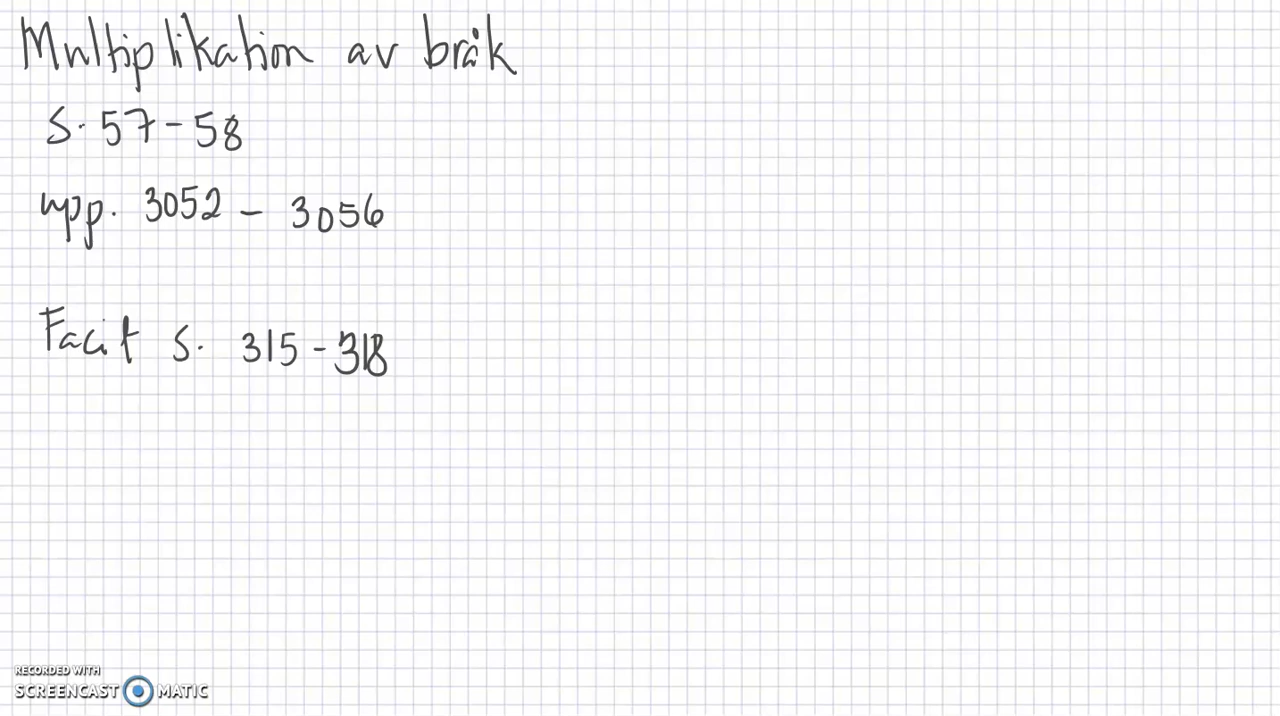 Multiplikation av bråk
S. 57-58
upp. 3052 - 3056
Facit s. 315-318
RECORDED WITH
SCREENCAST MATIC